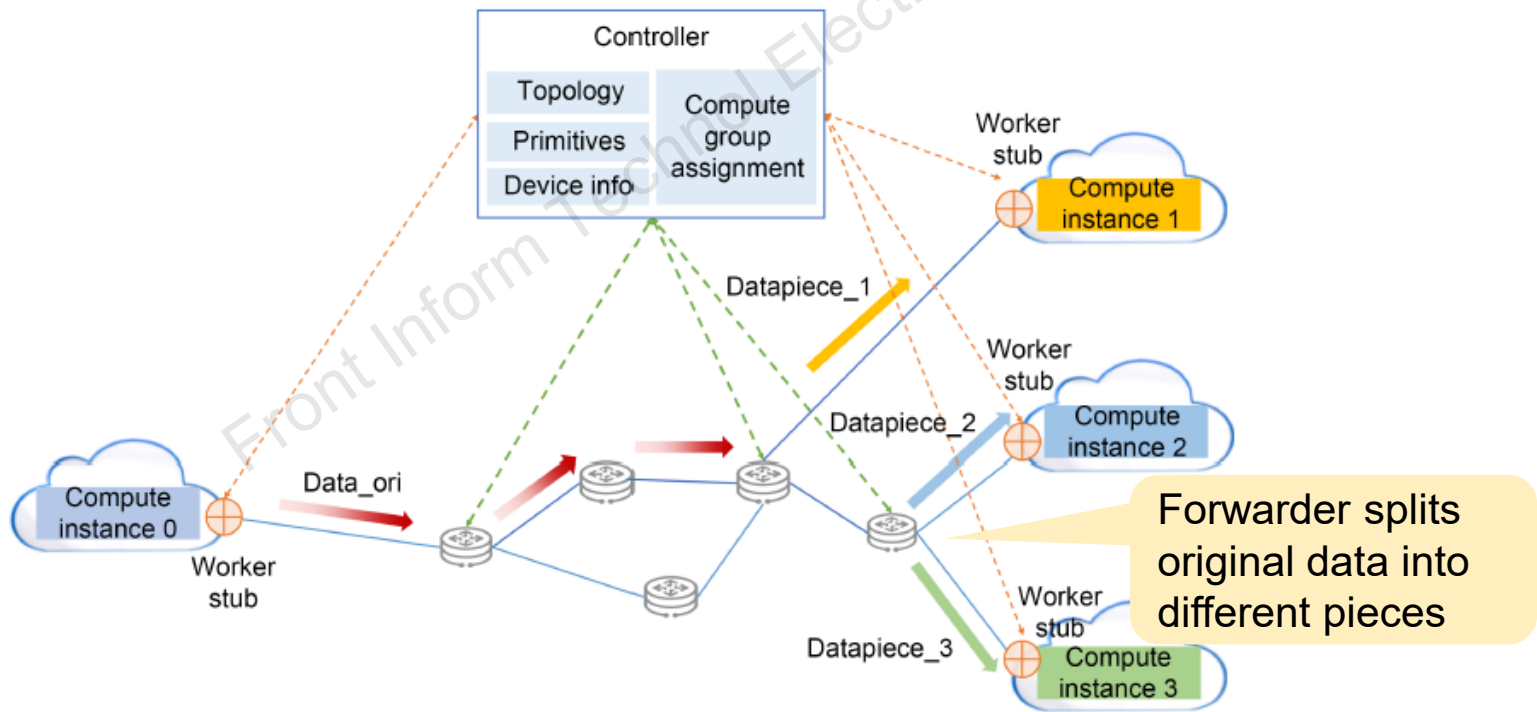 Controller
Topology
Primitives
Device info
Compute
group
assignment
Front Inform Technol Electr
Worker
stub
Compute
instance 1
Datapiece_1
Worker
stub
Compute
instance 2
Datapiece_2
Data_ori
Compute
instance 0
Worker
stub
Forwarder splits
original data into
different pieces
Worker
stub
Datapiece_3
Compute
instance 3